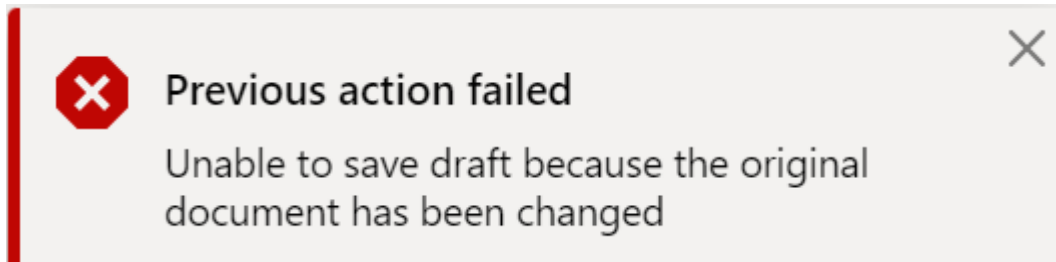 Previous action failed
Unable to save draft because the original
document has been changed